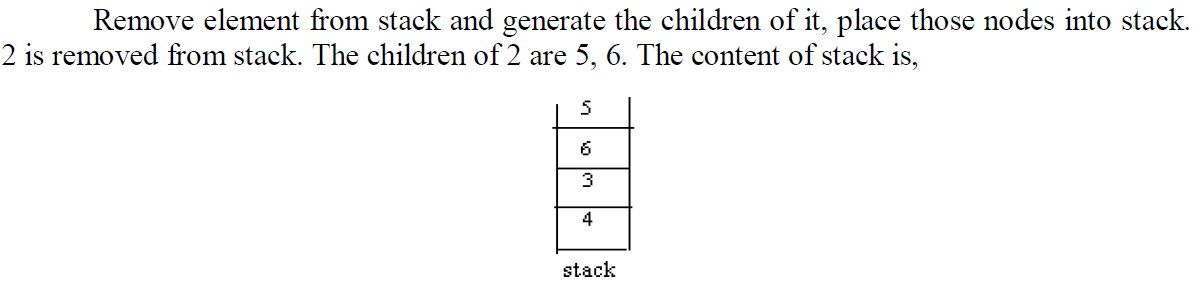 Remove element from stack and generate the children of it, place those nodes into stack.
2 is removed from stack. The children of 2 are 5, 6. The content of stack is,
5
6
3
4
stack